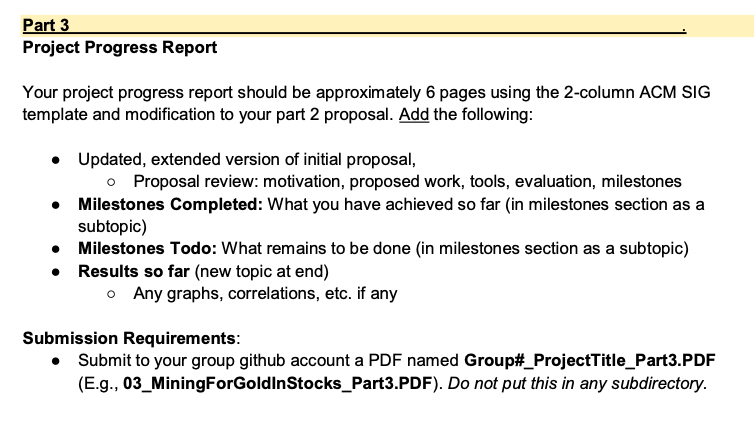 Part 3 .
Project Progress Report
Your project progress report should be approximately 6 pages using the 2-column ACM SIG
template and modification to your part 2 proposal. Add the following:
● Updated, extended version of initial proposal,
○ Proposal review: motivation, proposed work, tools, evaluation, milestones
● Milestones Completed: What you have achieved so far (in milestones section as a
subtopic)
● Milestones Todo: What remains to be done (in milestones section as a subtopic)
● Results so far (new topic at end)
○ Any graphs, correlations, etc. if any
Submission Requirements:
● Submit to your group github account a PDF named Group#_ProjectTitle_Part3.PDF
(E.g., 03_MiningForGoldInStocks_Part3.PDF). Do not put this in any subdirectory.